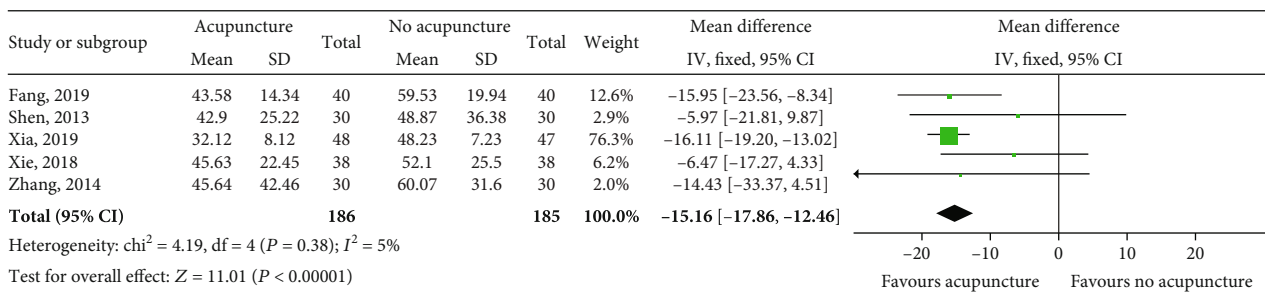 Study or subgroup Acupuncture Total No acupuncture Total Weight Mean difference Mean difference
Mean SD Mean SD IV, fixed, 95% CI IV, fixed, 95% CI
Fang, 2019 43.58 14.34 40 59.53 19.94 40 12.6% –15.95 [–23.56, –8.34]
Shen, 2013 42.9 25.22 30 48.87 36.38 30 2.9% –5.97 [–21.81, 9.87]
Xia, 2019 32.12 8.12 48 48.23 7.23 47 76.3% –16.11 [–19.20, –13.02]
Xie, 2018 45.63 22.45 38 52.1 25.5 38 6.2% –6.47 [–17.27, 4.33]
Zhang, 2014 45.64 42.46 30 60.07 31.6 30 2.0% –14.43 [–33.37, 4.51]
Total (95% CI) 186 185 100.0% –15.16 [–17.86, –12.46]
Heterogeneity: chi² = 4.19, df = 4 (P = 0.38); I² = 5%
Test for overall effect: Z = 11.01 (P < 0.00001)
–20 –10 0 10 20
Favours acupuncture Favours no acupuncture